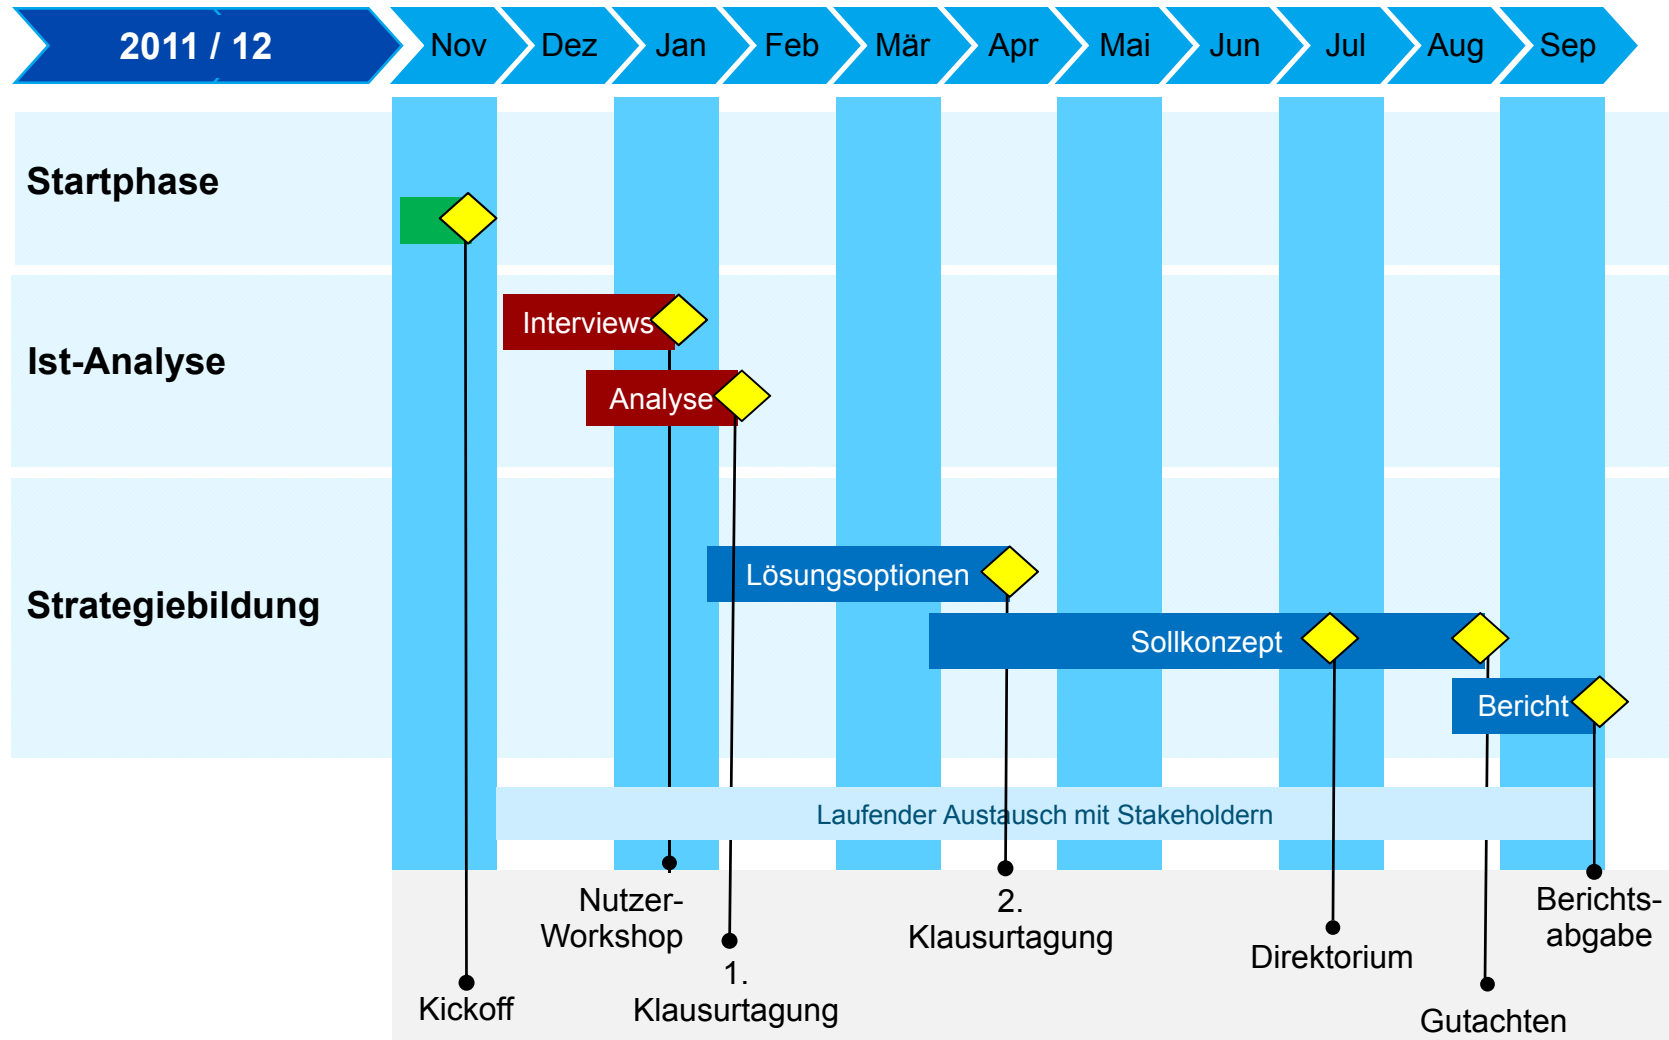 2011 / 12
Nov
Dez
Jan
Feb
Mär
Apr
Mai
Jun
Jul
Aug
Sep
Startphase
Ist-Analyse
Interviews
Analyse
Strategiebildung
Lösungsoptionen
Sollkonzept
Bericht
Laufender Austausch mit Stakeholdern
Kickoff
Nutzer-
Workshop
1.
Klausurtagung
2.
Klausurtagung
Direktorium
Gutachten
Berichts-
abgabe